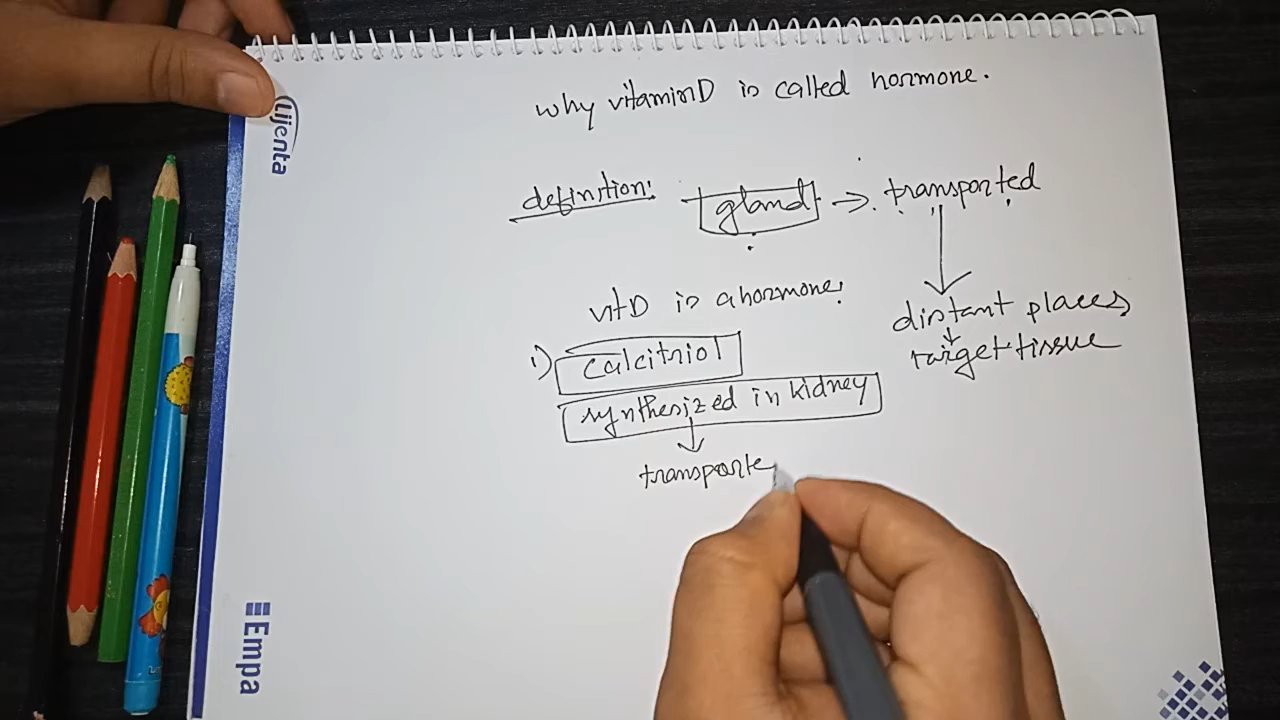 why vitaminD is called hormone.
definition: gland → transported
distant places,
target tissue
vitD is a hormone:
1) calcitriol
synthesized in kidney
transporte
Lijenta
Empa